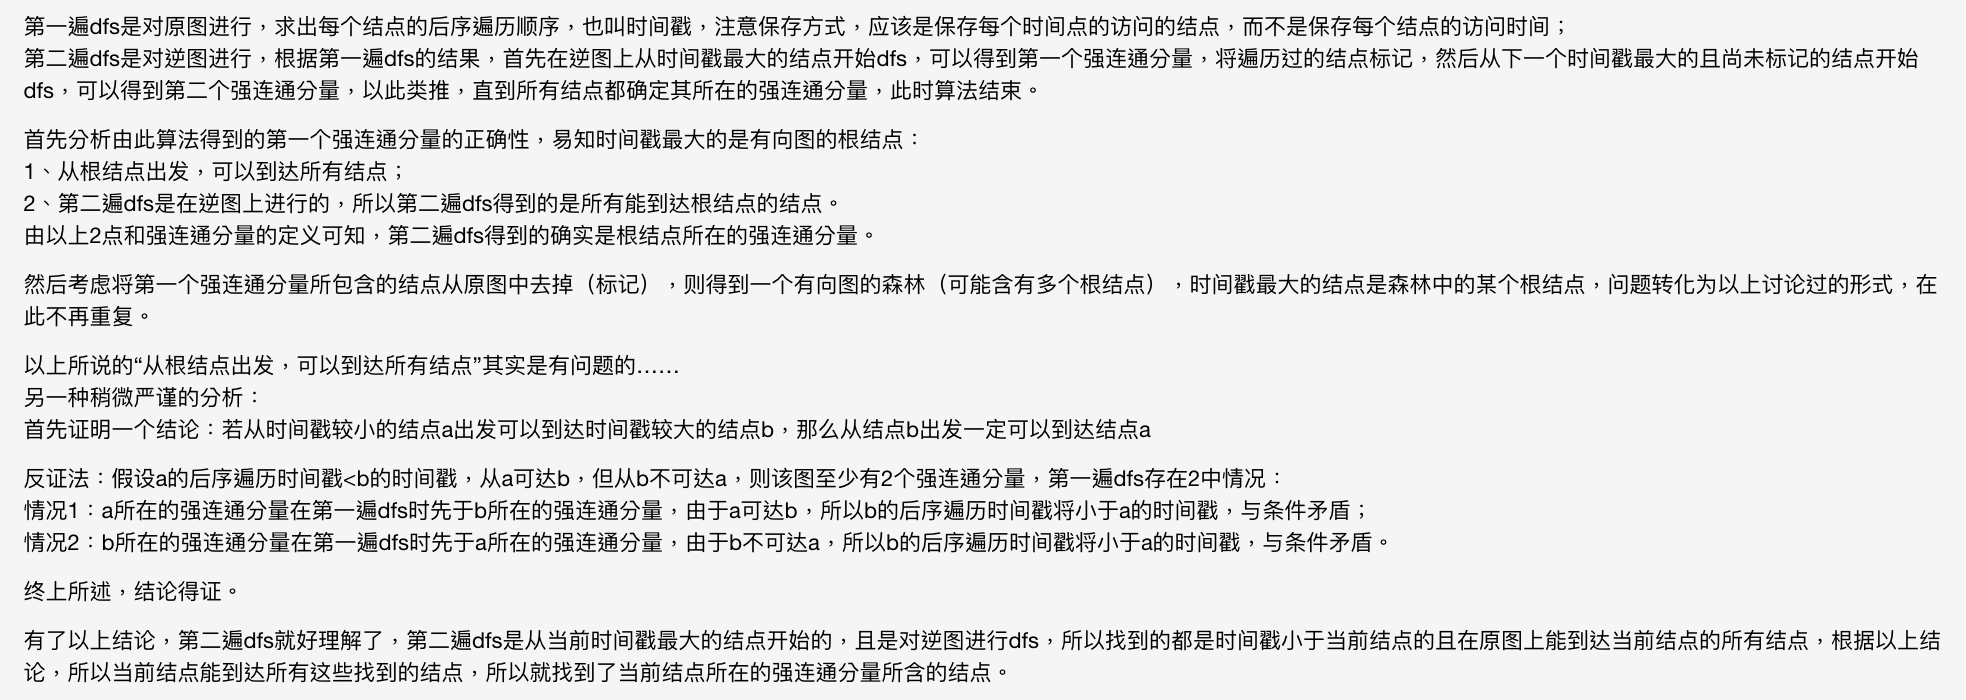 第一遍dfs是对原图进行，求出每个结点的后序遍历顺序，也叫时间戳，注意保存方式，应该是保存每个时间点的访问的结点，而不是保存每个结点的访问时间；
第二遍dfs是对逆图进行，根据第一遍dfs的结果，首先在逆图上从时间戳最大的结点开始dfs，可以得到第一个强连通分量，将遍历过的结点标记，然后从下一个时间戳最大的且尚未标记的结点开始
dfs，可以得到第二个强连通分量，以此类推，直到所有结点都确定其所在的强连通分量，此时算法结束。
首先分析由此算法得到的第一个强连通分量的正确性，易知时间戳最大的是有向图的根结点：
1、从根结点出发，可以到达所有结点；
2、第二遍dfs是在逆图上进行的，所以第二遍dfs得到的是所有能到达根结点的结点。
由以上2点和强连通分量的定义可知，第二遍dfs得到的确实是根结点所在的强连通分量。
然后考虑将第一个强连通分量所包含的结点从原图中去掉（标记），则得到一个有向图的森林（可能含有多个根结点），时间戳最大的结点是森林中的某个根结点，问题转化为以上讨论过的形式，在
此不再重复。
以上所说的“从根结点出发，可以到达所有结点”其实是有问题的……
另一种稍微严谨的分析：
首先证明一个结论：若从时间戳较小的结点a出发可以到达时间戳较大的结点b，那么从结点b出发一定可以到达结点a
反证法：假设a的后序遍历时间戳<b的时间戳，从a可达b，但从b不可达a，则该图至少有2个强连通分量，第一遍dfs存在2中情况：
情况1：a所在的强连通分量在第一遍dfs时先于b所在的强连通分量，由于a可达b，所以b的后序遍历时间戳将小于a的时间戳，与条件矛盾；
情况2：b所在的强连通分量在第一遍dfs时先于a所在的强连通分量，由于b不可达a，所以b的后序遍历时间戳将小于a的时间戳，与条件矛盾。
终上所述，结论得证。
有了以上结论，第二遍dfs就好理解了，第二遍dfs是从当前时间戳最大的结点开始的，且是对逆图进行dfs，所以找到的都是时间戳小于当前结点的且在原图上能到达当前结点的所有结点，根据以上结
论，所以当前结点能到达所有这些找到的结点，所以就找到了当前结点所在的强连通分量所含的结点。